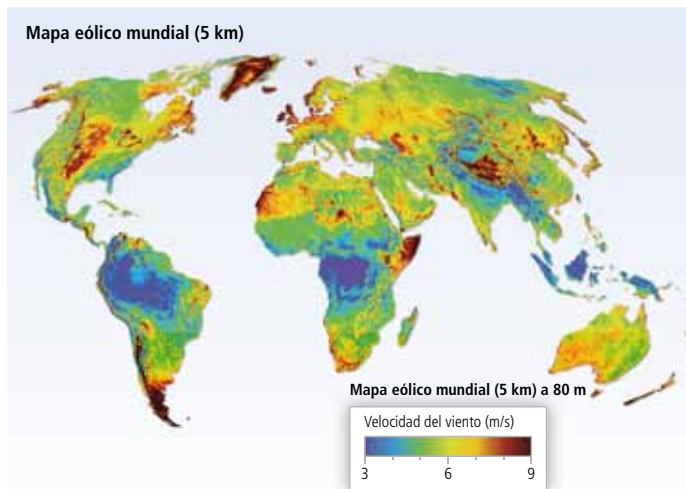 Mapa eólico mundial (5 km)
Mapa eólico mundial (5 km) a 80 m
Velocidad del viento (m/s)
3 6 9